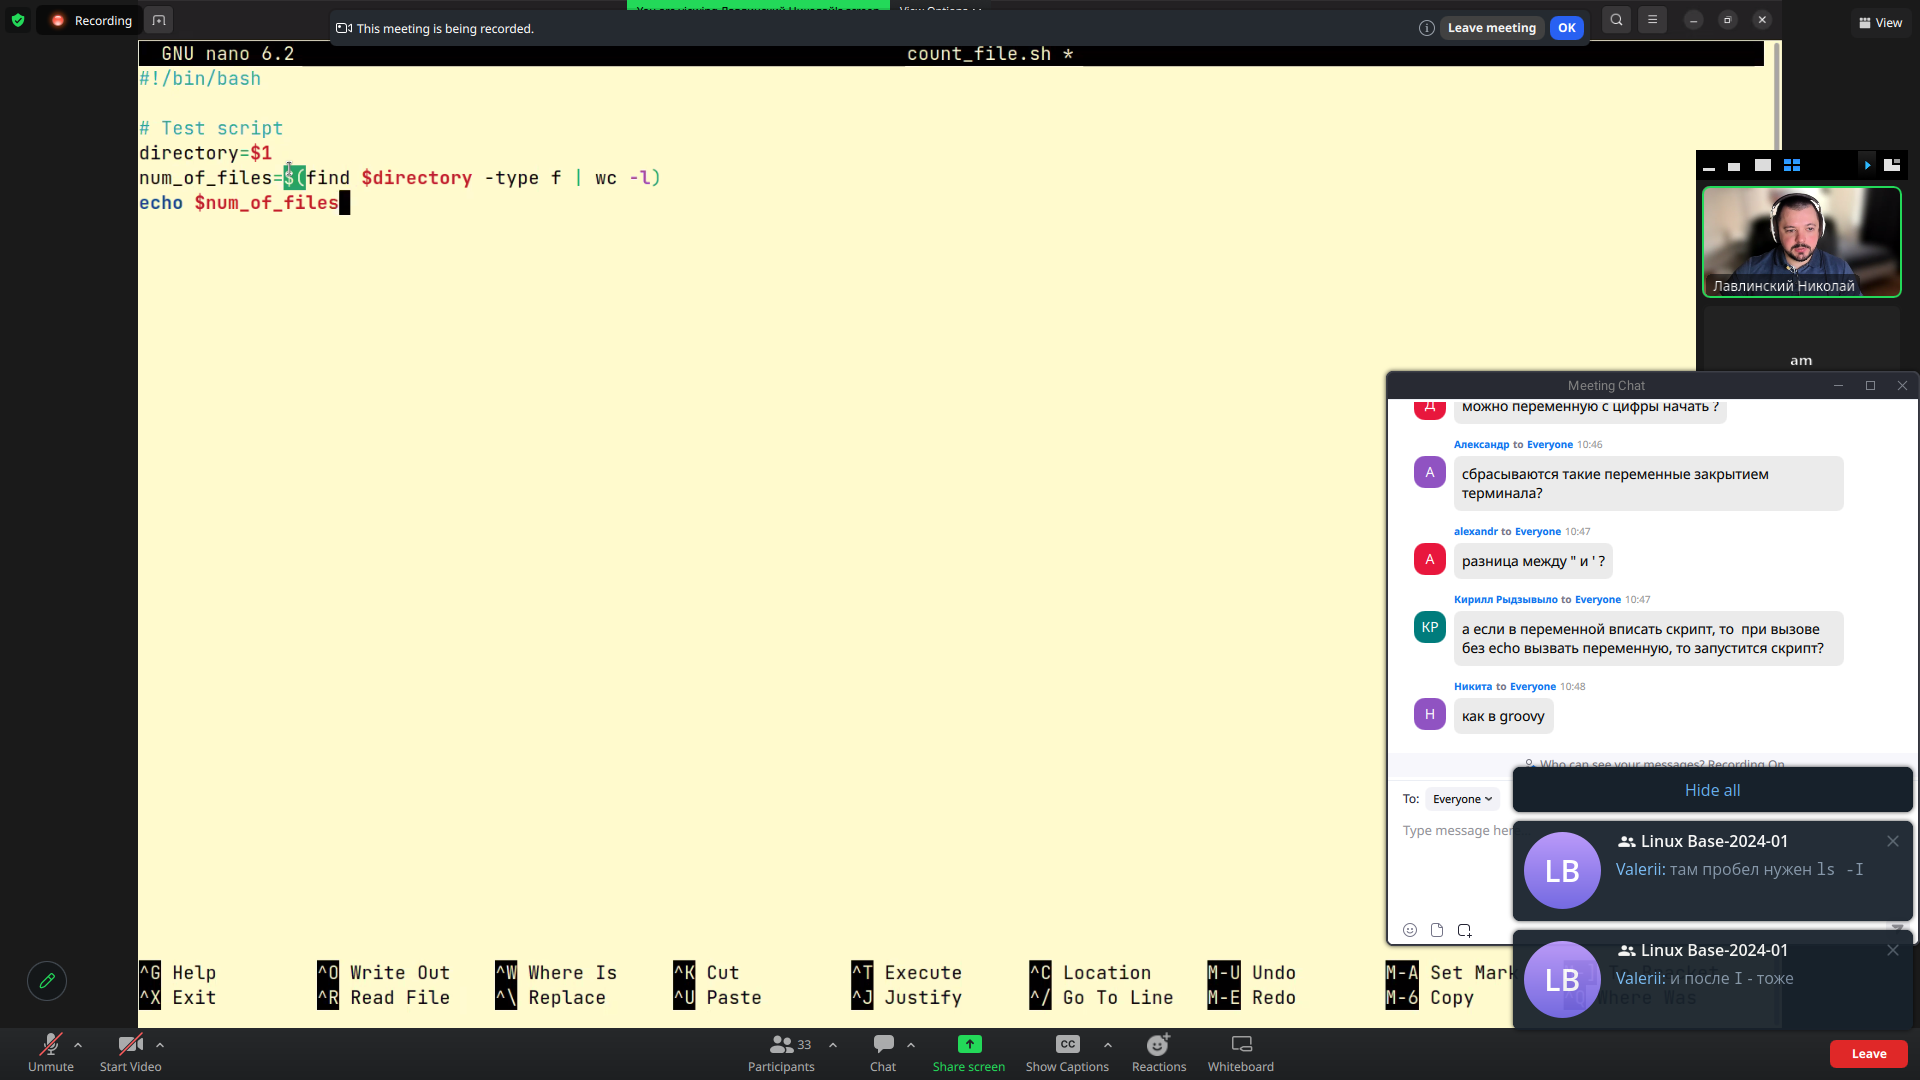 Recording
This meeting is being recorded.
Leave meeting
OK
View
GNU nano 6.2
count_file.sh *
#!/bin/bash
# Test script
directory=$1
num_of_files=$(find $directory -type f | wc -l)
echo $num_of_files
Лавлинский Николай
am
Meeting Chat
можно переменную с цифры начать ?
Александр to Everyone 10:46
сбрасываются такие переменные закрытием
терминала?
alexandr to Everyone 10:47
разница между " и ' ?
Кирилл Рыдзывыло to Everyone 10:47
КР
а если в переменной вписать скрипт, то при вызове
без echo вызвать переменную, то запустится скрипт?
Никита to Everyone 10:48
Н
как в groovy
Who can see your messages? Recording On
To: Everyone
Type message her
Hide all
LB
Linux Base-2024-01
Valerii: там пробел нужен ls -I
LB
Linux Base-2024-01
Valerii: и после I - тоже
^G Help ^O Write Out ^W Where Is ^K Cut ^T Execute ^C Location M-U Undo M-A Set Mark
^X Exit ^R Read File ^\ Replace ^U Paste ^J Justify ^/ Go To Line M-E Redo M-6 Copy Where Was
Unmute
Start Video
Participants 33
Chat
Share screen
CC
Show Captions
Reactions
Whiteboard
Leave